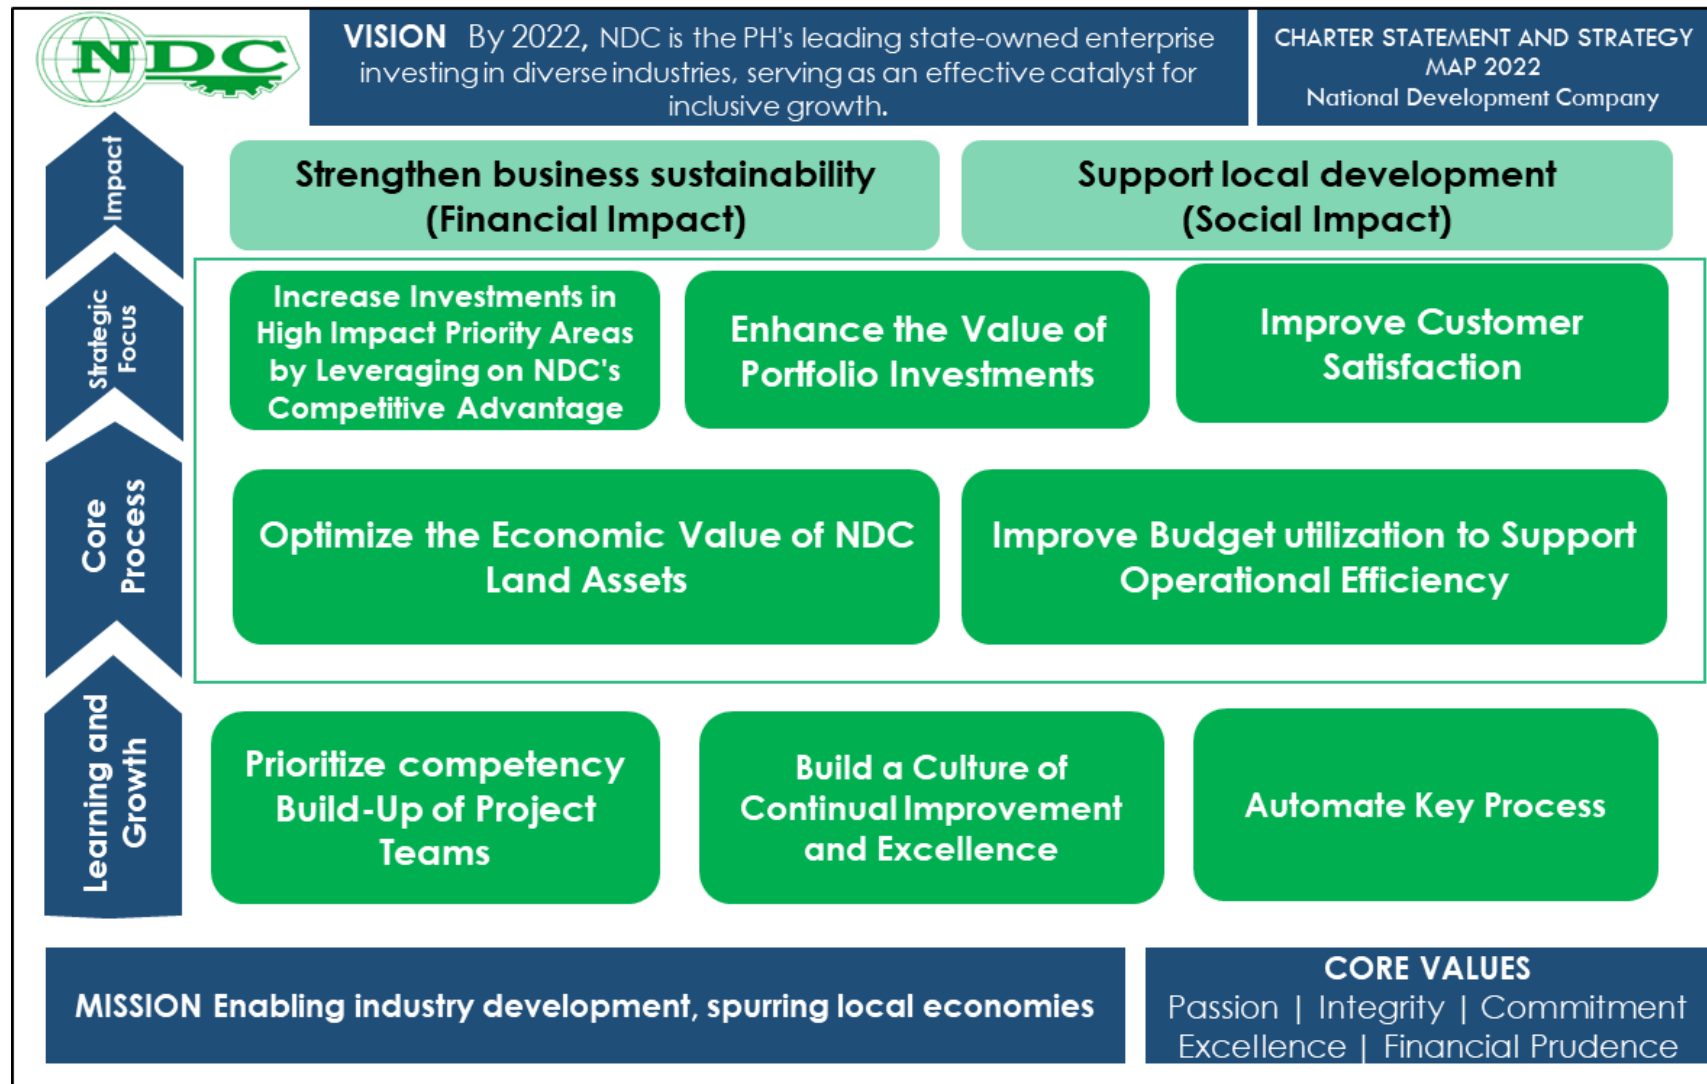 NDC
VISION By 2022, NDC is the PH's leading state-owned enterprise
investing in diverse industries, serving as an effective catalyst for
inclusive growth.
CHARTER STATEMENT AND STRATEGY
MAP 2022
National Development Company
Impact
Strengthen business sustainability
(Financial Impact)
Support local development
(Social Impact)
Strategic
Focus
Increase Investments in
High Impact Priority Areas
by Leveraging on NDC's
Competitive Advantage
Enhance the Value of
Portfolio Investments
Improve Customer
Satisfaction
Core
Process
Optimize the Economic Value of NDC
Land Assets
Improve Budget utilization to Support
Operational Efficiency
Learning and
Growth
Prioritize competency
Build-Up of Project
Teams
Build a Culture of
Continual Improvement
and Excellence
Automate Key Process
MISSION Enabling industry development, spurring local economies
CORE VALUES
Passion | Integrity | Commitment
Excellence | Financial Prudence